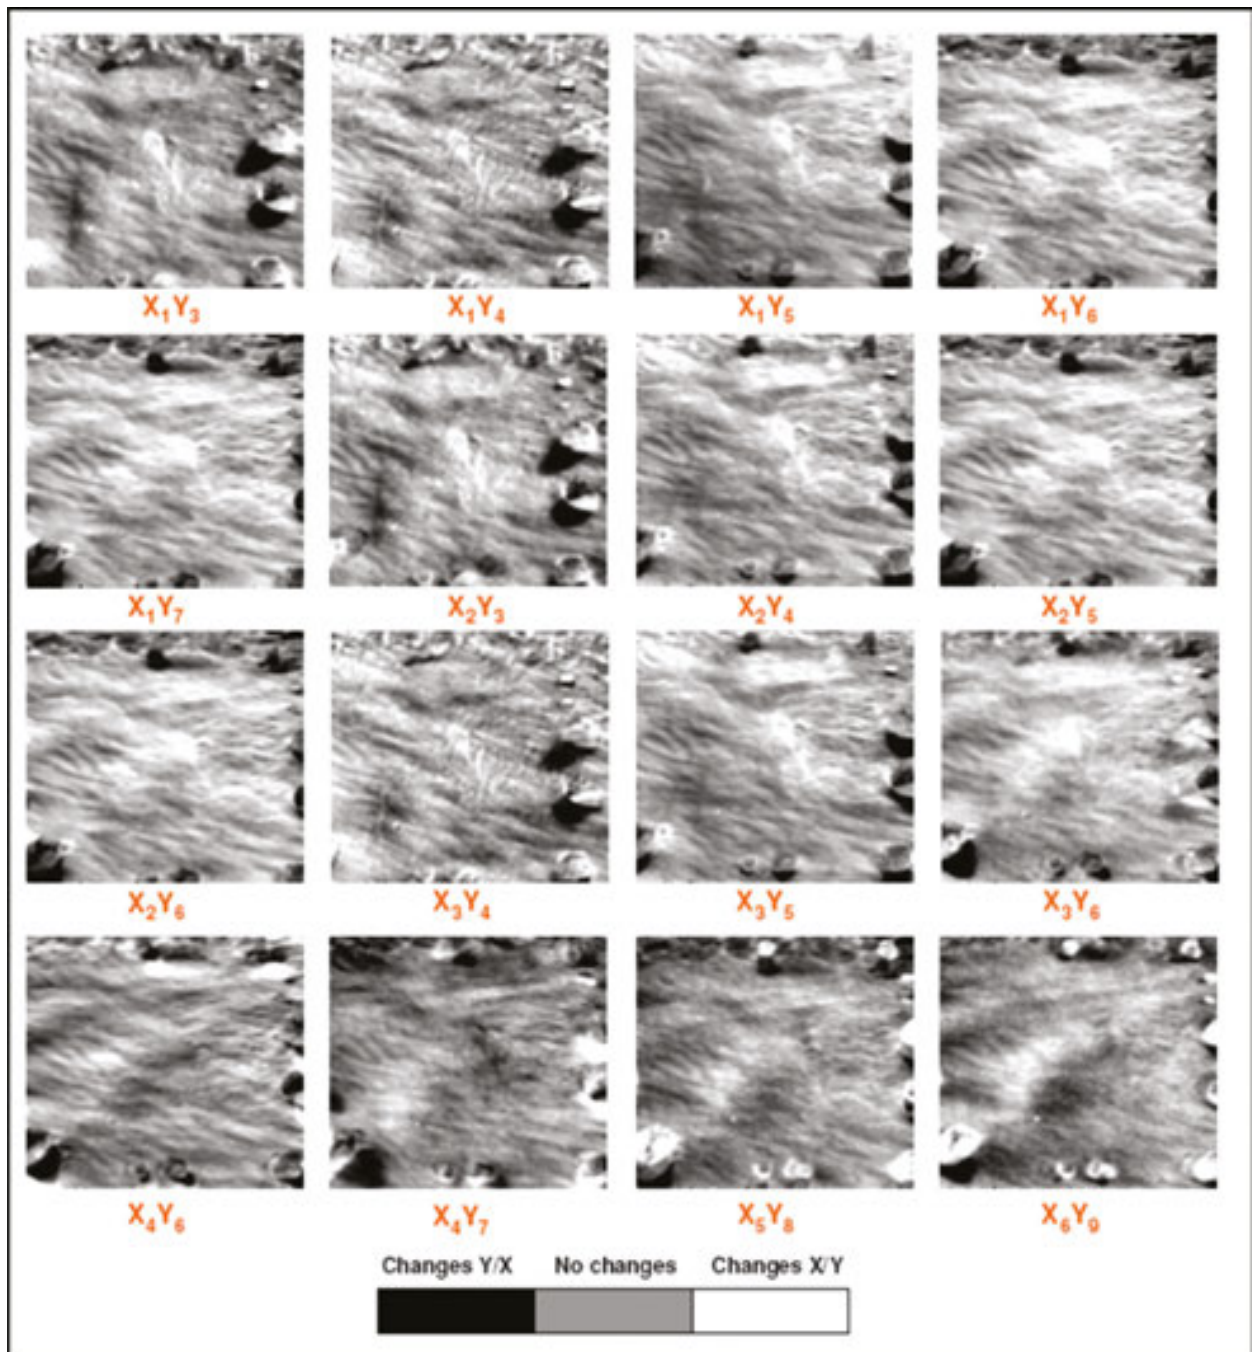 X₁Y₃ X₁Y₄ X₁Y₅ X₁Y₆
X₁Y₇ X₂Y₃ X₂Y₄ X₂Y₅
X₂Y₆ X₃Y₄ X₃Y₅ X₃Y₆
X₄Y₆ X₄Y₇ X₅Y₈ X₆Y₉
Changes Y/X No changes Changes X/Y